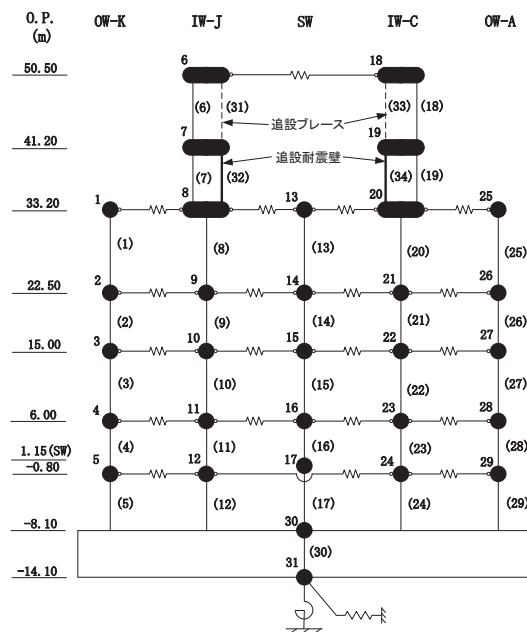 O.P. OW-K IW-J SW IW-C OW-A
(m)
6 18
50.50
(6) (31) (33) (18)
追設ブレース
7 19
41.20
追設耐震壁
(7) (32) (34) (19)
1 8 13 20 25
33.20
(1) (8) (13) (20) (25)
2 9 14 21 26
22.50
(2) (9) (14) (21) (26)
3 10 15 22 27
15.00
(3) (10) (15) (22) (27)
4 11 16 23 28
6.00
(4) (11) (16) (23) (28)
1.15(SW)
5 12 17 24 29
-0.80
(5) (12) (17) (24) (29)
30
-8.10
(30)
31
-14.10